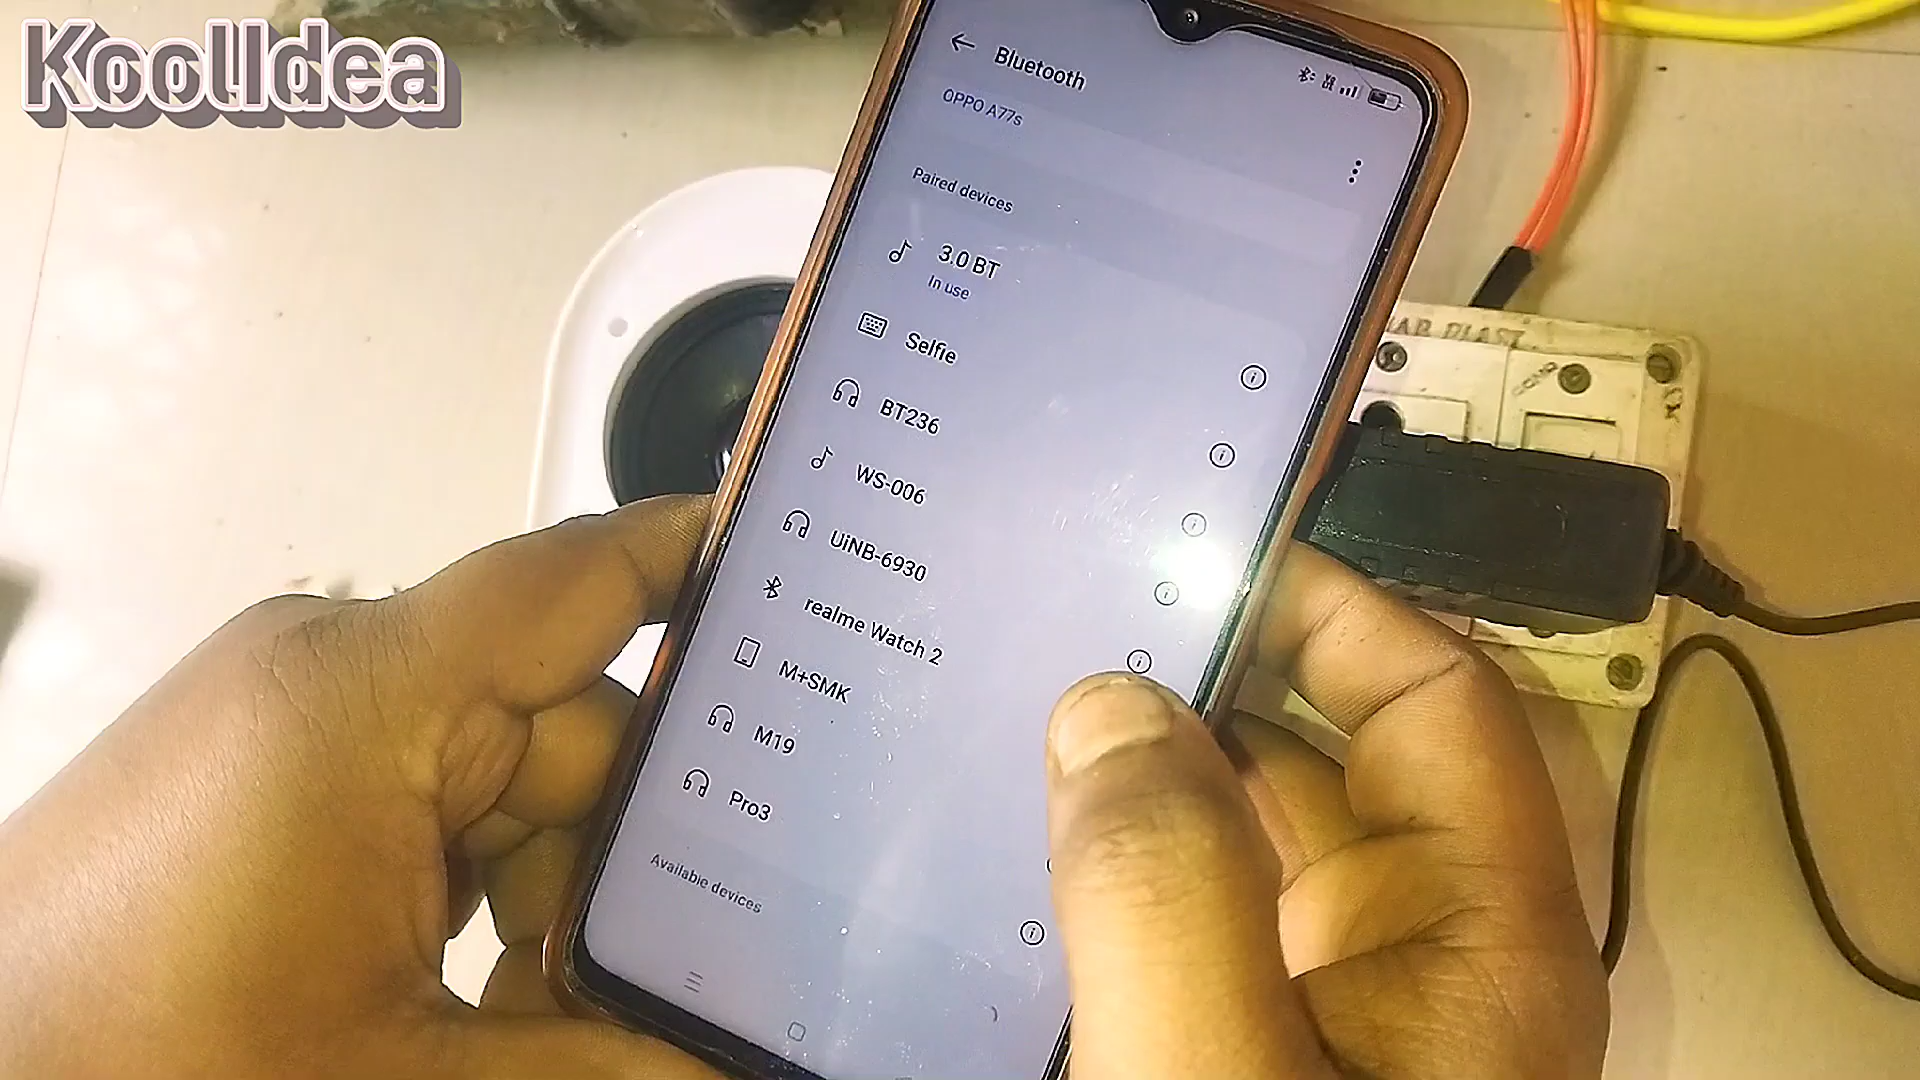 KoolIdea
Bluetooth
OPPO A77s
Paired devices
3.0 BT
In use
Selfie
BT236
WS-006
UiNB-6930
realme Watch 2
M+SMK
M19
Pro3
Available devices